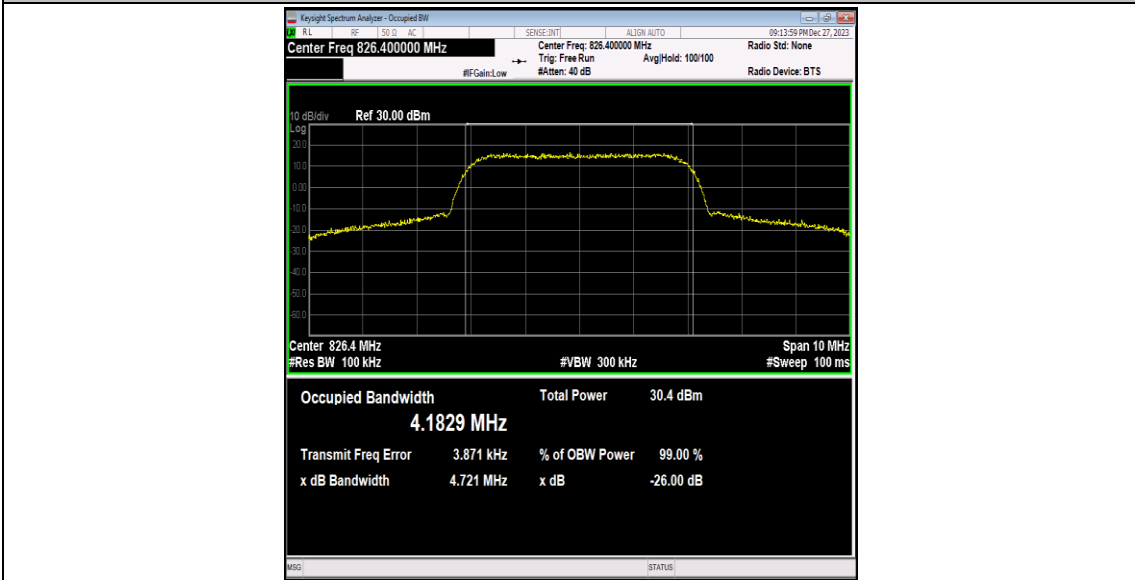 Keysight Spectrum Analyzer - Occupied BW
LXI RL RF 50 Ω AC SENSE:INT ALIGN AUTO 09:13:59 PM Dec 27, 2023
Center Freq 826.400000 MHz Center Freq: 826.400000 MHz Radio Std: None
Trig: Free Run Avg|Hold: 100/100
#IFGain:Low #Atten: 40 dB Radio Device: BTS
10 dB/div Ref 30.00 dBm
Log
20.0
10.0
0.00
-10.0
-20.0
-30.0
-40.0
-50.0
-60.0
Center 826.4 MHz Span 10 MHz
#Res BW 100 kHz #VBW 300 kHz #Sweep 100 ms
Occupied Bandwidth Total Power 30.4 dBm
4.1829 MHz
Transmit Freq Error 3.871 kHz % of OBW Power 99.00 %
x dB Bandwidth 4.721 MHz x dB -26.00 dB
MSG STATUS